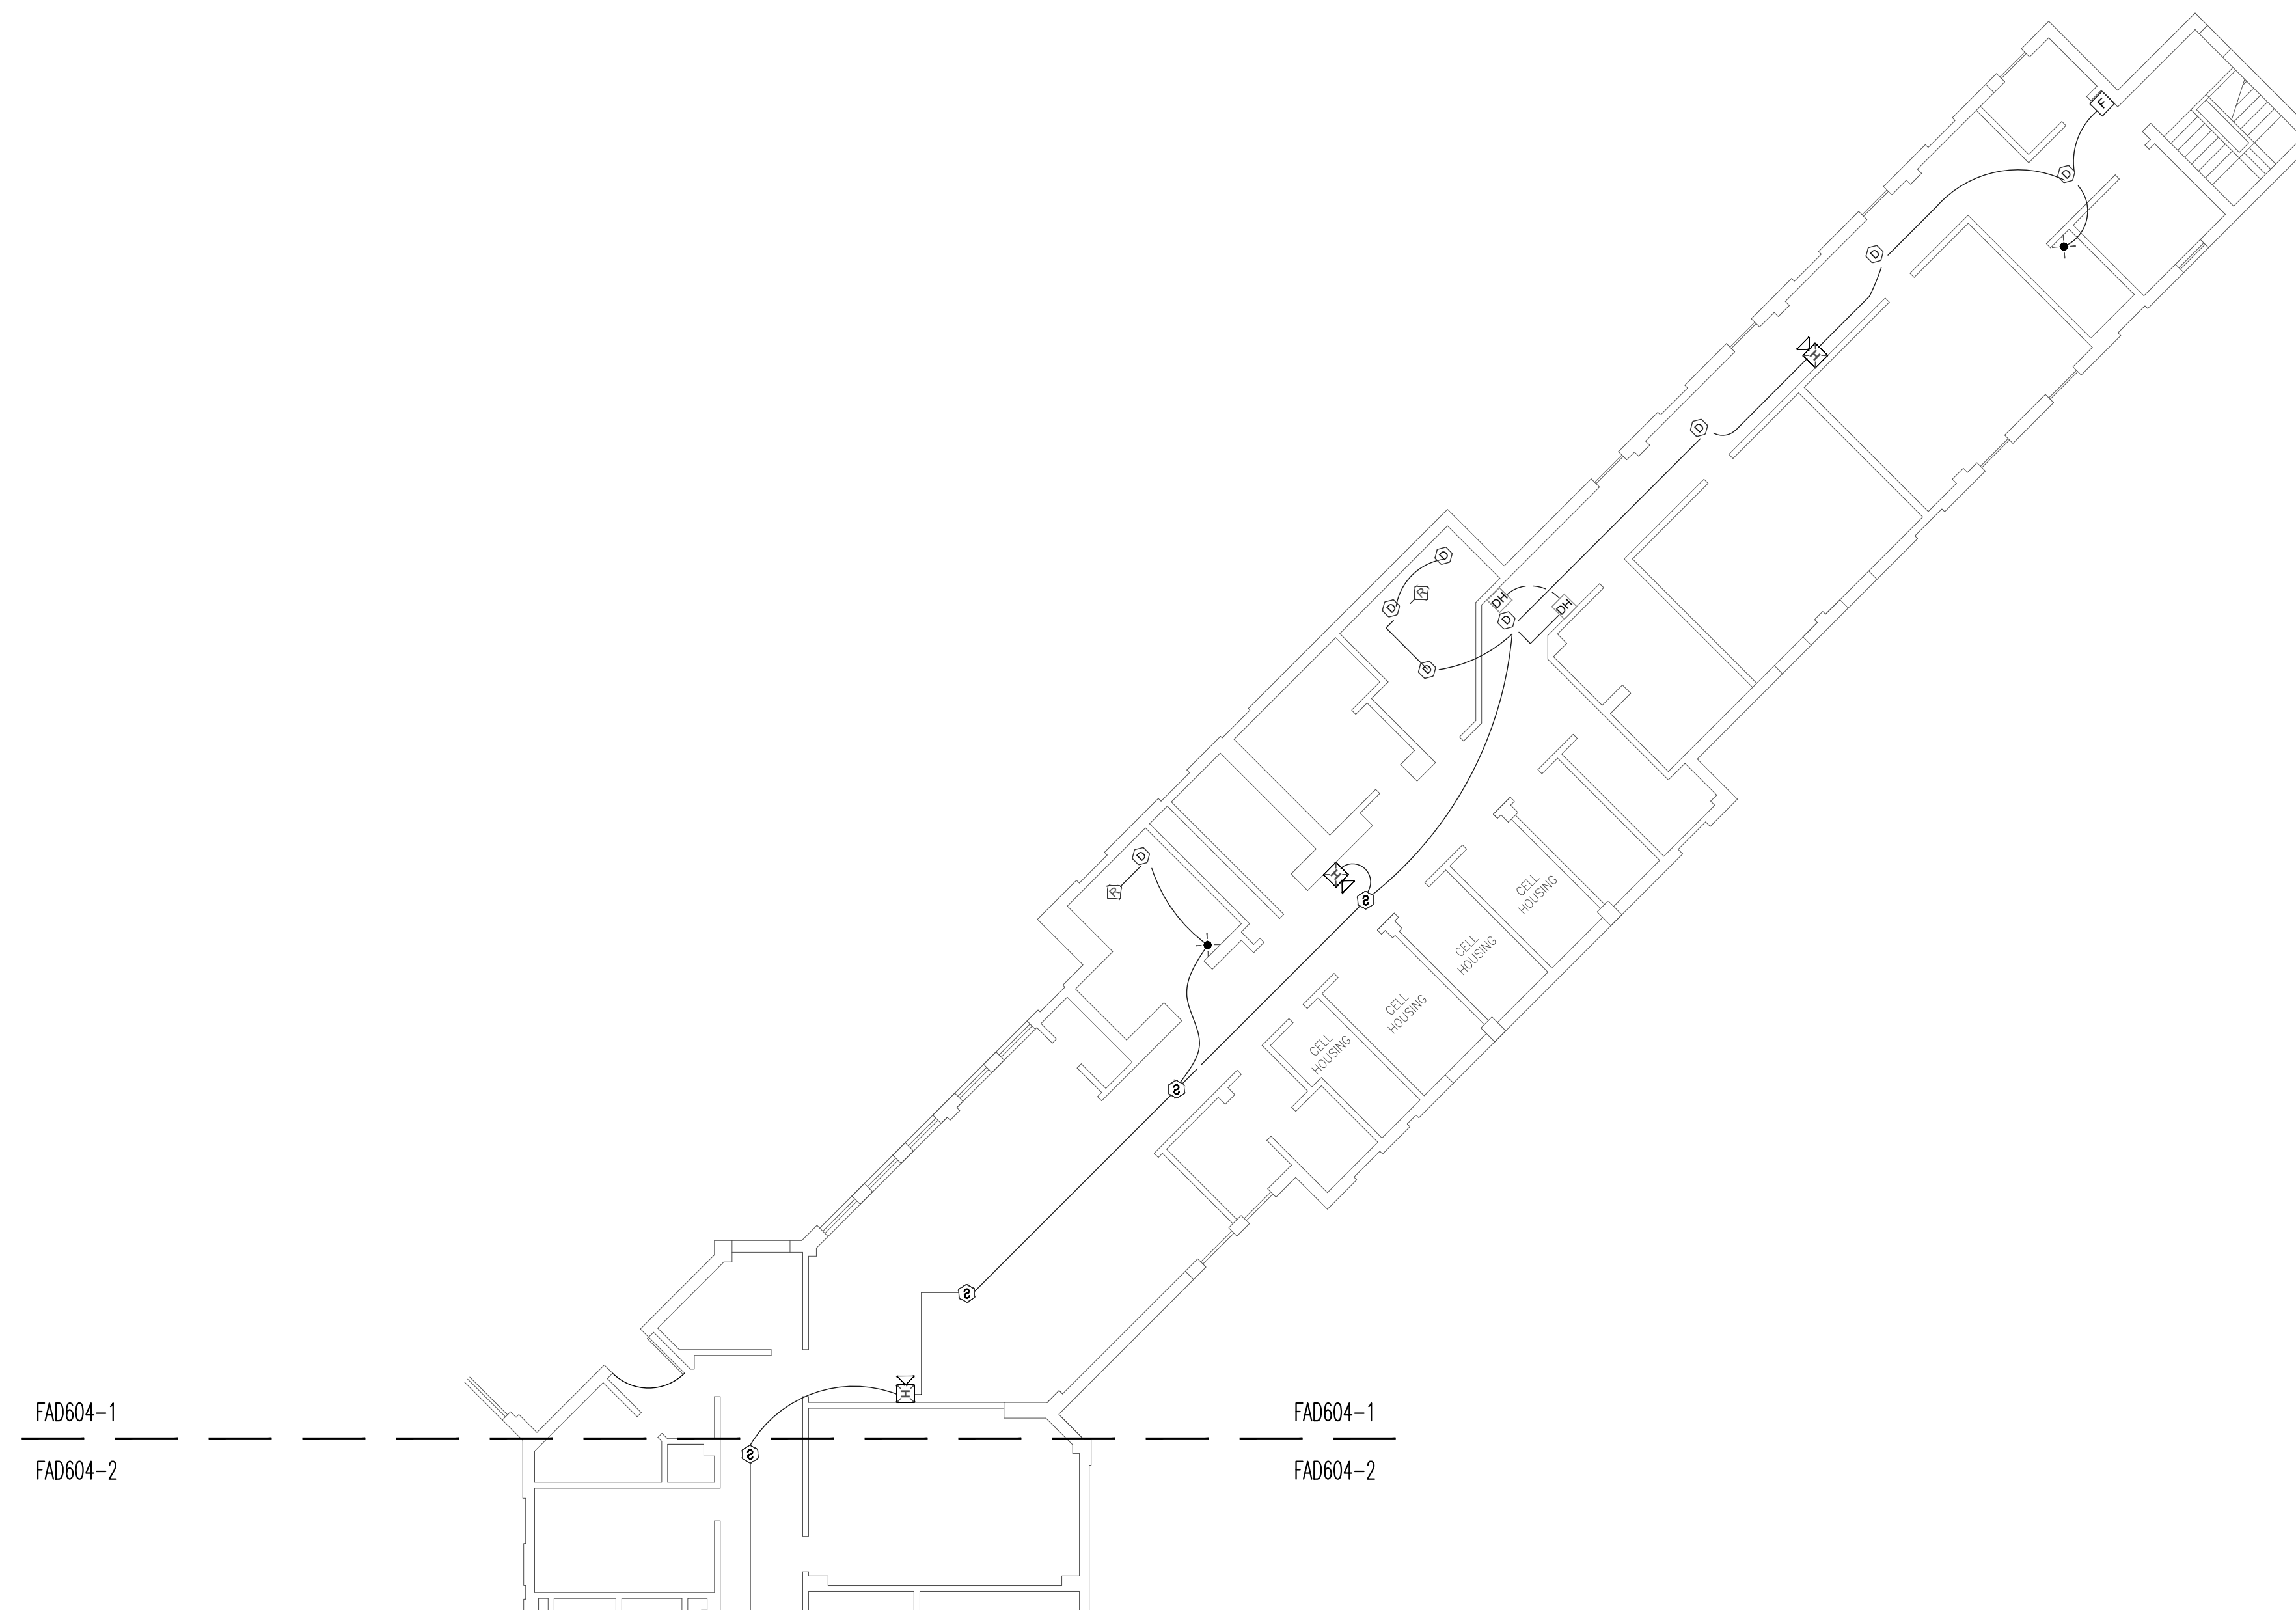 F
D
D
H
D
D
D
R
DH
DH
D
D
D
R
H
S
CELL
HOUSING
CELL
HOUSING
CELL
HOUSING
CELL
HOUSING
S
S
H
FAD604-1
FAD604-1
S
FAD604-2
FAD604-2